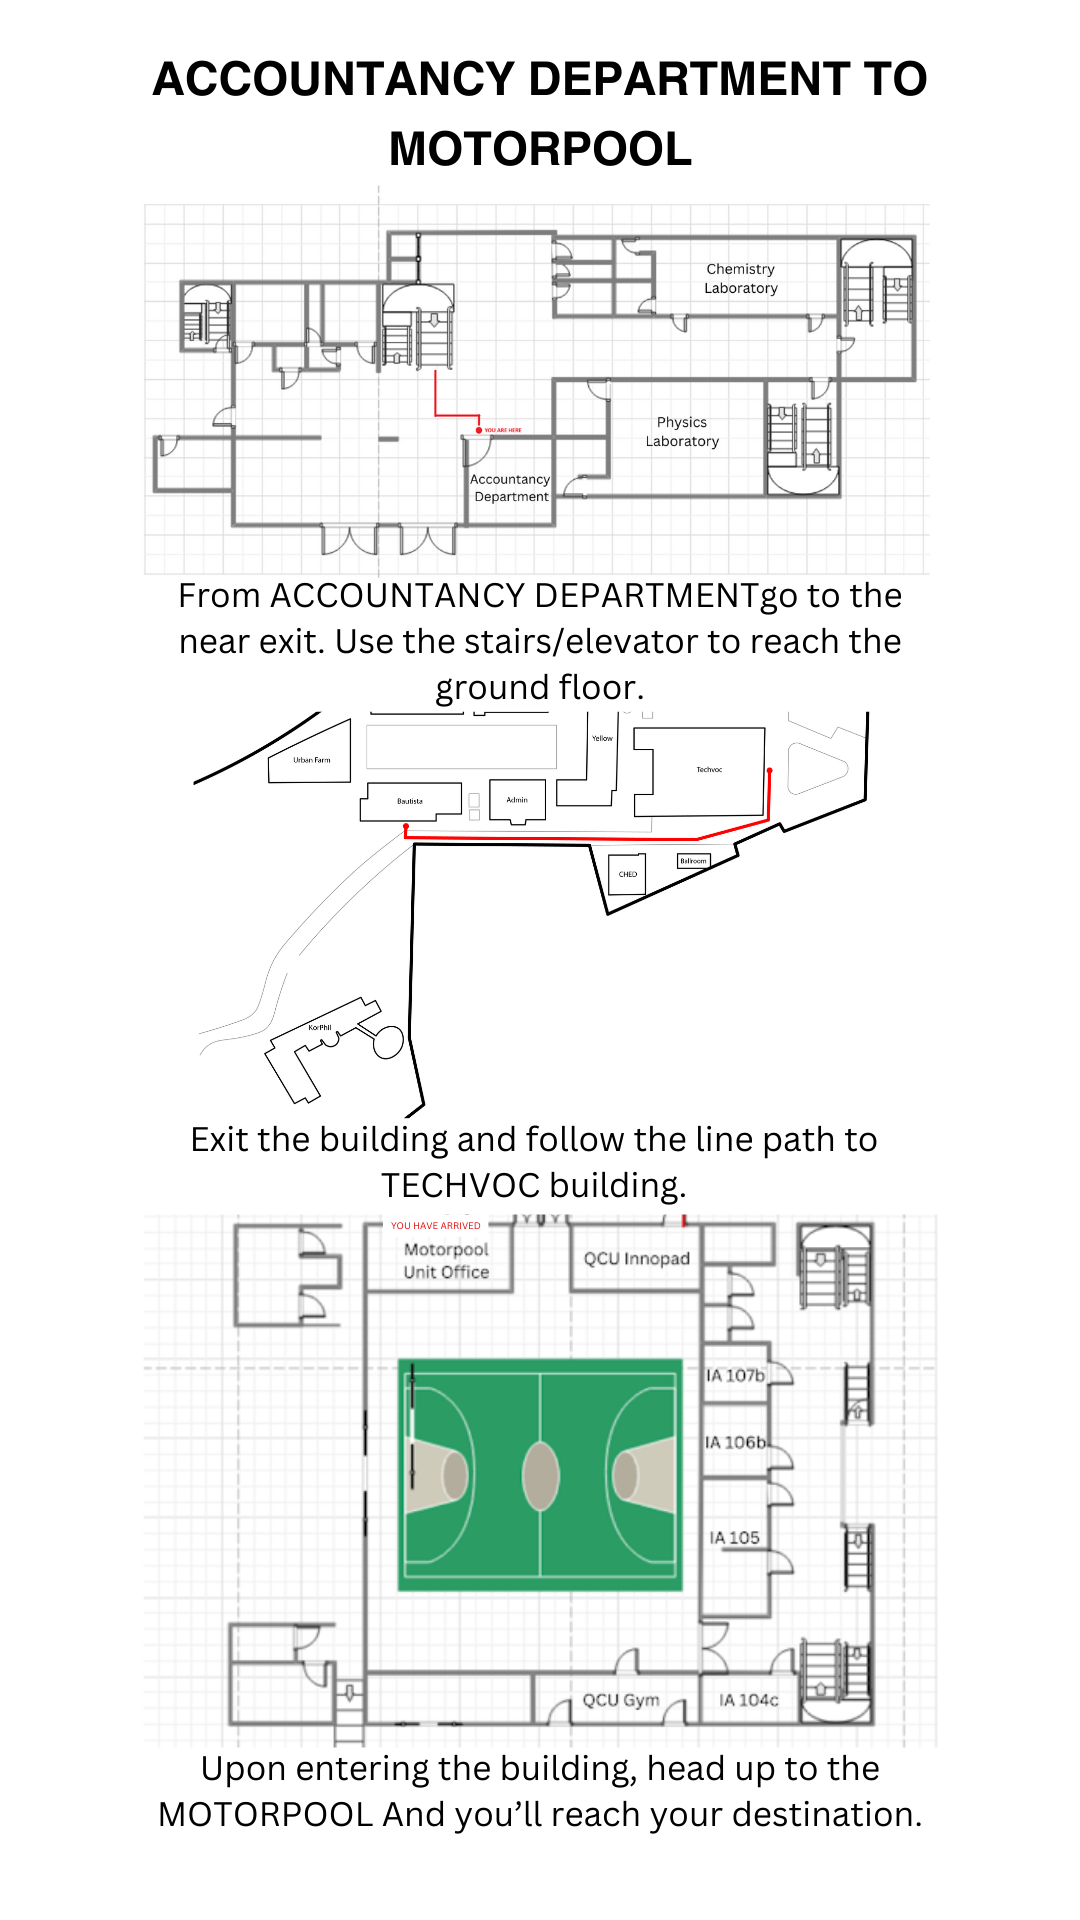 ACCOUNTANCY DEPARTMENT TO
MOTORPOOL
Chemistry
Laboratory
Physics
Laboratory
YOU ARE HERE
Accountancy
Department
From ACCOUNTANCY DEPARTMENTgo to the
near exit. Use the stairs/elevator to reach the
ground floor.
Yellow
Urban Farm
Techvoc
Bautista
Admin
Ballroom
CHED
KorPhil
Exit the building and follow the line path to
TECHVOC building.
YOU HAVE ARRIVED
Motorpool
Unit Office
QCU Innopad
IA 107b
IA 106b
IA 105
QCU Gym
IA 104c
Upon entering the building, head up to the
MOTORPOOL And you’ll reach your destination.